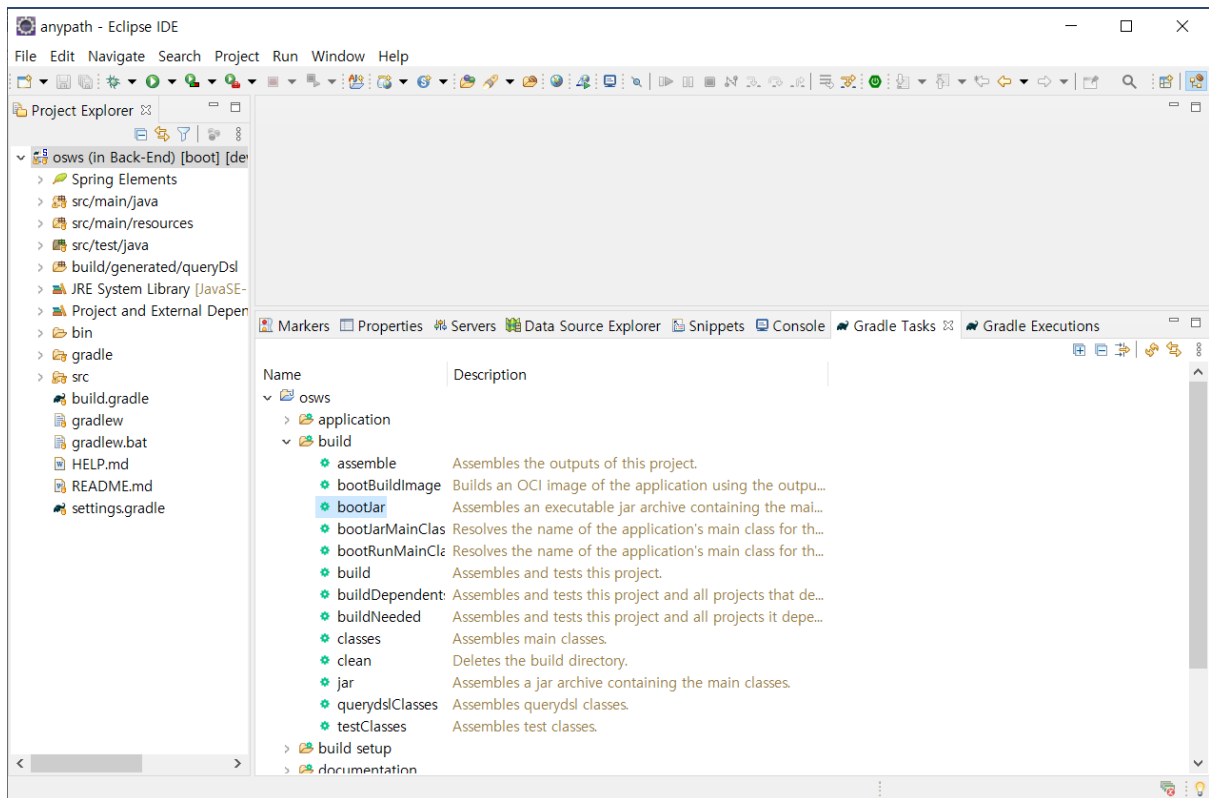 anypath - Eclipse IDE
File Edit Navigate Search Project Run Window Help
Project Explorer
osws (in Back-End) [boot] [de
Spring Elements
src/main/java
src/main/resources
src/test/java
build/generated/queryDsl
JRE System Library [JavaSE-
Project and External Depen
bin
gradle
src
build.gradle
gradlew
gradlew.bat
HELP.md
README.md
settings.gradle
Markers Properties Servers Data Source Explorer Snippets Console Gradle Tasks Gradle Executions
Name Description
osws
application
build
assemble Assembles the outputs of this project.
bootBuildImage Builds an OCI image of the application using the outpu...
bootJar Assembles an executable jar archive containing the mai...
bootJarMainClas Resolves the name of the application's main class for th...
bootRunMainCla Resolves the name of the application's main class for th...
build Assembles and tests this project.
buildDependent Assembles and tests this project and all projects that de...
buildNeeded Assembles and tests this project and all projects it depe...
classes Assembles main classes.
clean Deletes the build directory.
jar Assembles a jar archive containing the main classes.
querydslClasses Assembles querydsl classes.
testClasses Assembles test classes.
build setup
documentation